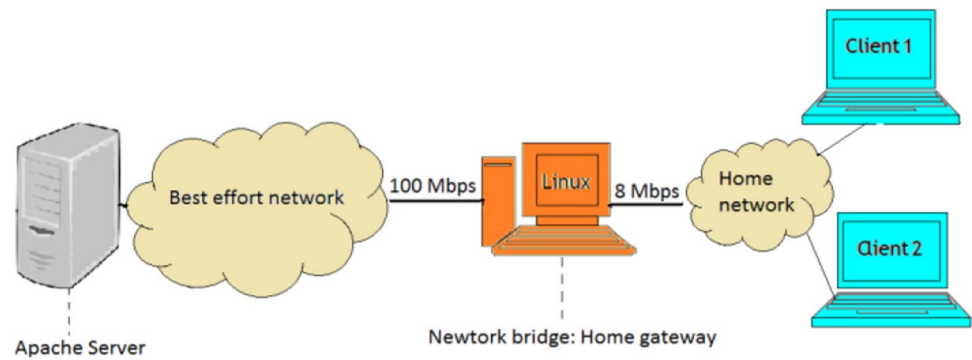 Client 1
Best effort network
100 Mbps
Linux
8 Mbps
Home
network
Client 2
Apache Server
Newtork bridge: Home gateway